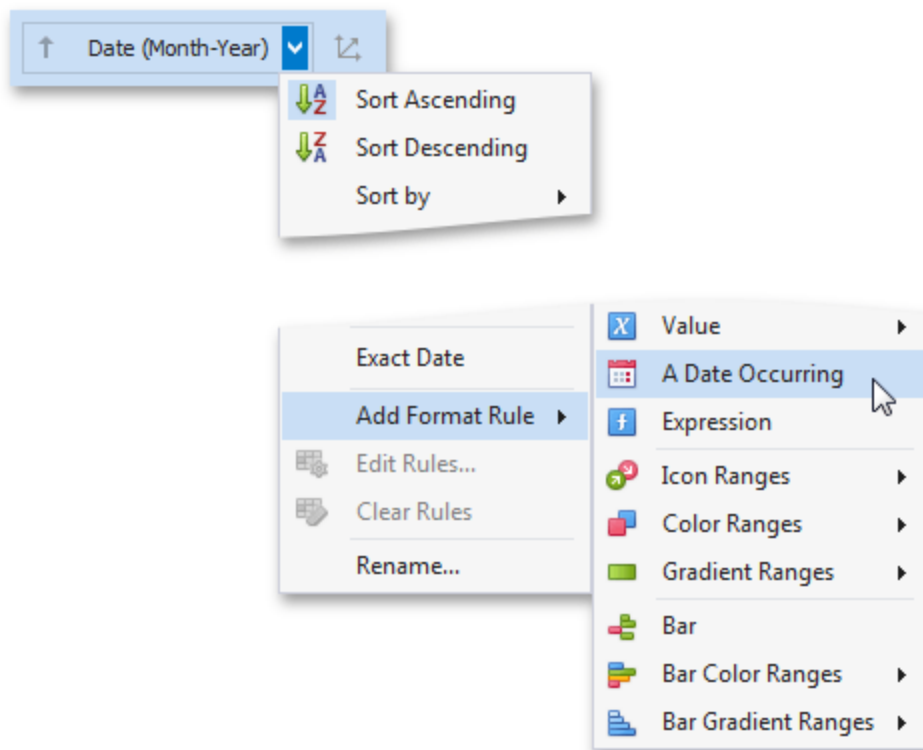 Date (Month-Year)
Sort Ascending
Sort Descending
Sort by
Exact Date
Add Format Rule
Edit Rules...
Clear Rules
Rename...
Value
A Date Occurring
Expression
Icon Ranges
Color Ranges
Gradient Ranges
Bar
Bar Color Ranges
Bar Gradient Ranges